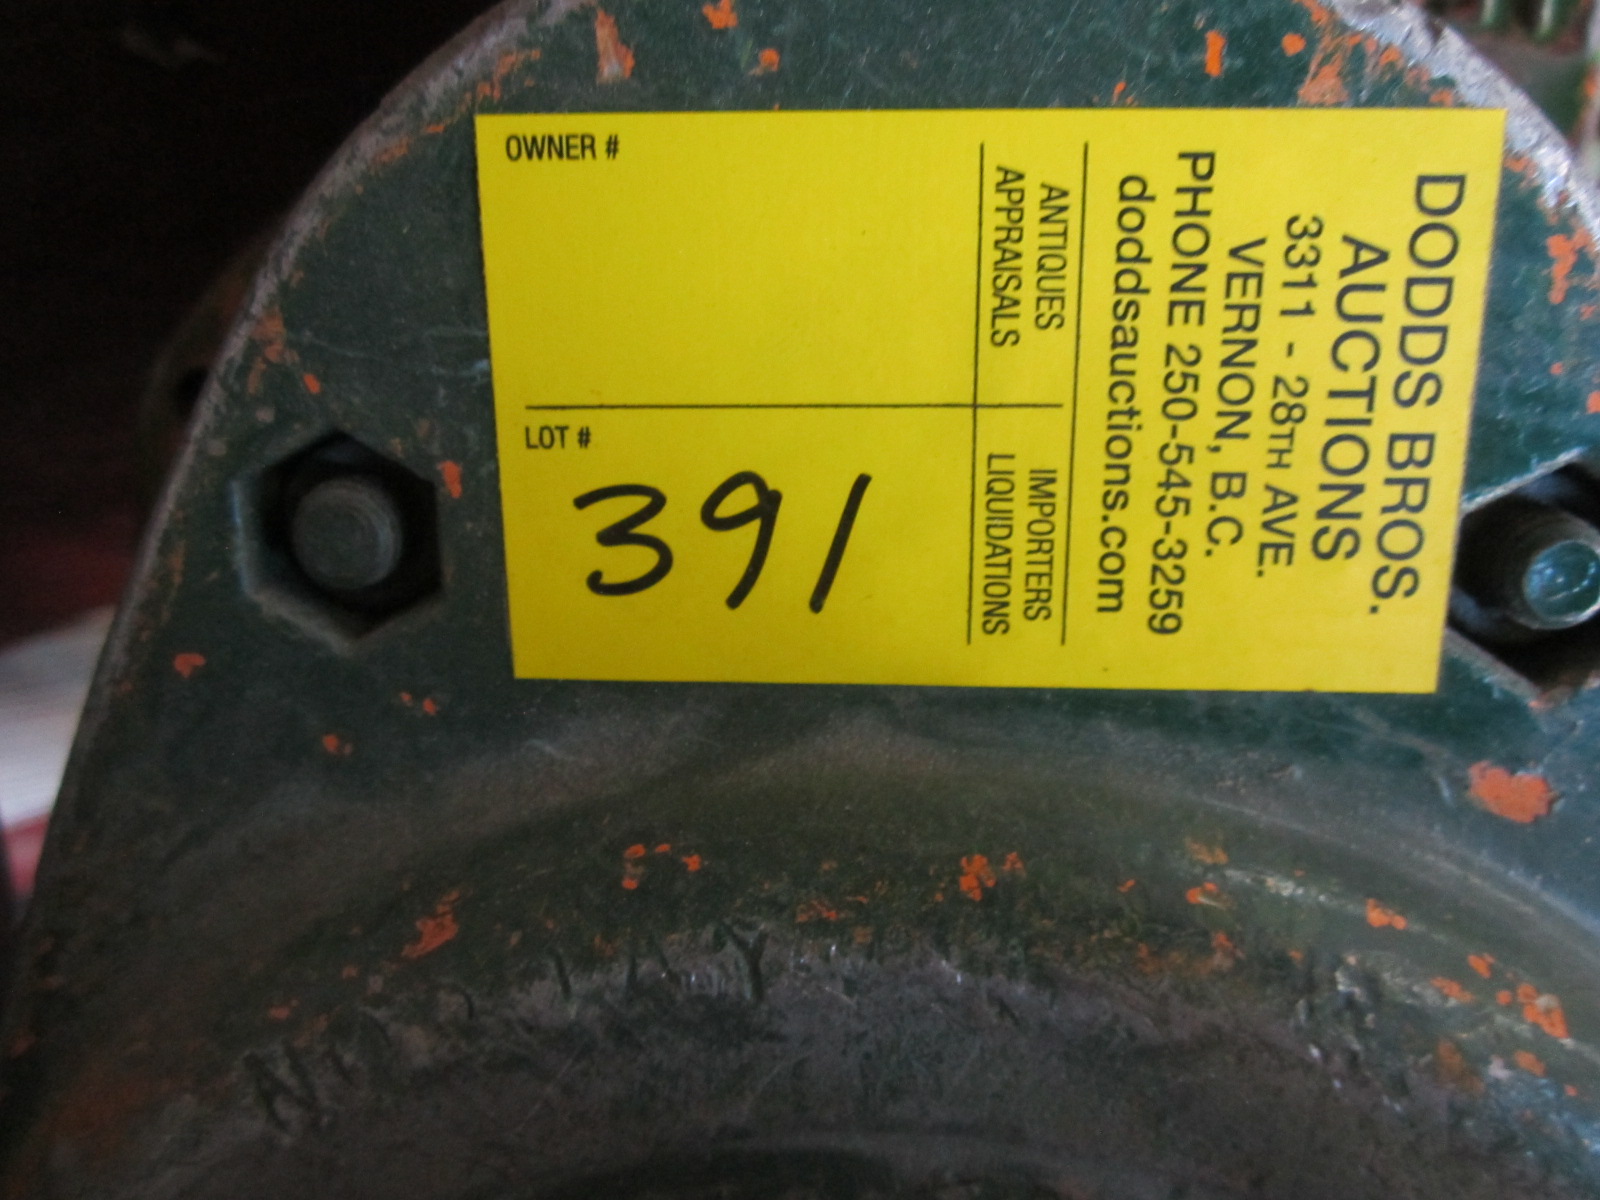 OWNER #
LOT #
391
DODDS BROS.
AUCTIONS
3311 - 28TH AVE.
VERNON, B.C.
PHONE 250-545-3259
doddsauctions.com
ANTIQUES
APPRAISALS
IMPORTERS
LIQUIDATIONS